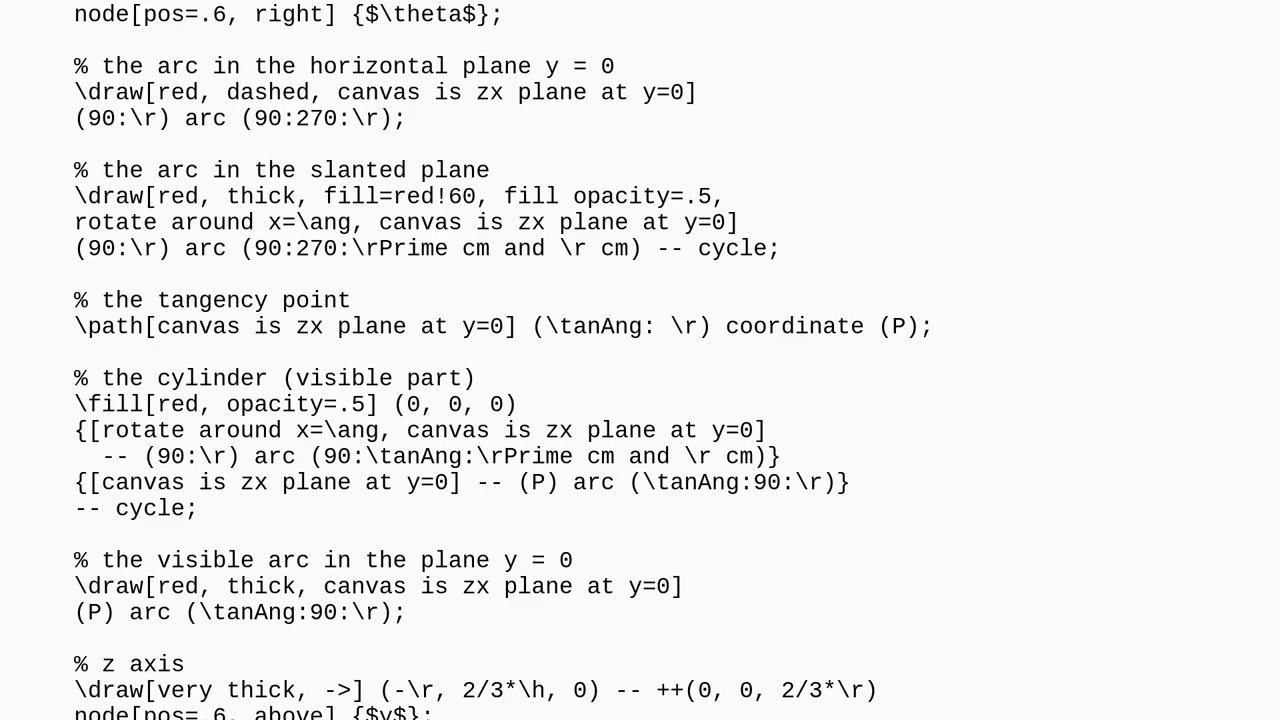 node[pos=.6, right] {$\theta$};
% the arc in the horizontal plane y = 0
\draw[red, dashed, canvas is zx plane at y=0]
(90:\r) arc (90:270:\r);
% the arc in the slanted plane
\draw[red, thick, fill=red!60, fill opacity=.5,
rotate around x=\ang, canvas is zx plane at y=0]
(90:\r) arc (90:270:\rPrime cm and \r cm) -- cycle;
% the tangency point
\path[canvas is zx plane at y=0] (\tanAng: \r) coordinate (P);
% the cylinder (visible part)
\fill[red, opacity=.5] (0, 0, 0)
{[rotate around x=\ang, canvas is zx plane at y=0]
  -- (90:\r) arc (90:\tanAng:\rPrime cm and \r cm)}
{[canvas is zx plane at y=0] -- (P) arc (\tanAng:90:\r)}
-- cycle;
% the visible arc in the plane y = 0
\draw[red, thick, canvas is zx plane at y=0]
(P) arc (\tanAng:90:\r);
% z axis
\draw[very thick, ->] (-\r, 2/3*\h, 0) -- ++(0, 0, 2/3*\r)
node[pos=.6, above] {$y$};